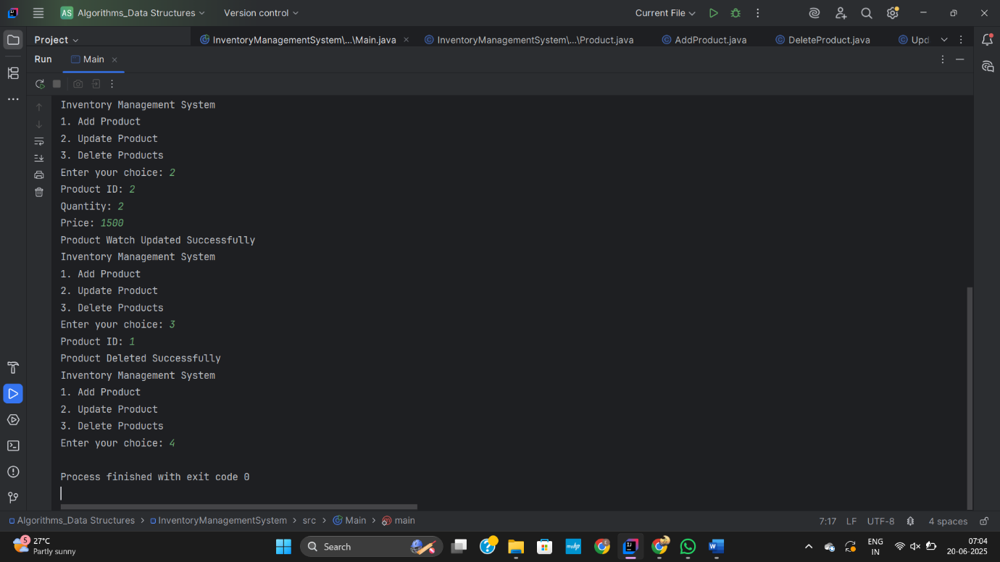 AS Algorithms_Data Structures Version control Current File
Project InventoryManagementSystem\...\Main.java InventoryManagementSystem\...\Product.java AddProduct.java DeleteProduct.java Upd
Run Main
Inventory Management System
1. Add Product
2. Update Product
3. Delete Products
Enter your choice: 2
Product ID: 2
Quantity: 2
Price: 1500
Product Watch Updated Successfully
Inventory Management System
1. Add Product
2. Update Product
3. Delete Products
Enter your choice: 3
Product ID: 1
Product Deleted Successfully
Inventory Management System
1. Add Product
2. Update Product
3. Delete Products
Enter your choice: 4
Process finished with exit code 0
Algorithms_Data Structures > InventoryManagementSystem > src > Main > main 7:17 LF UTF-8 4 spaces
5 27°C Search ENG 07:04
Partly sunny IN 20-06-2025